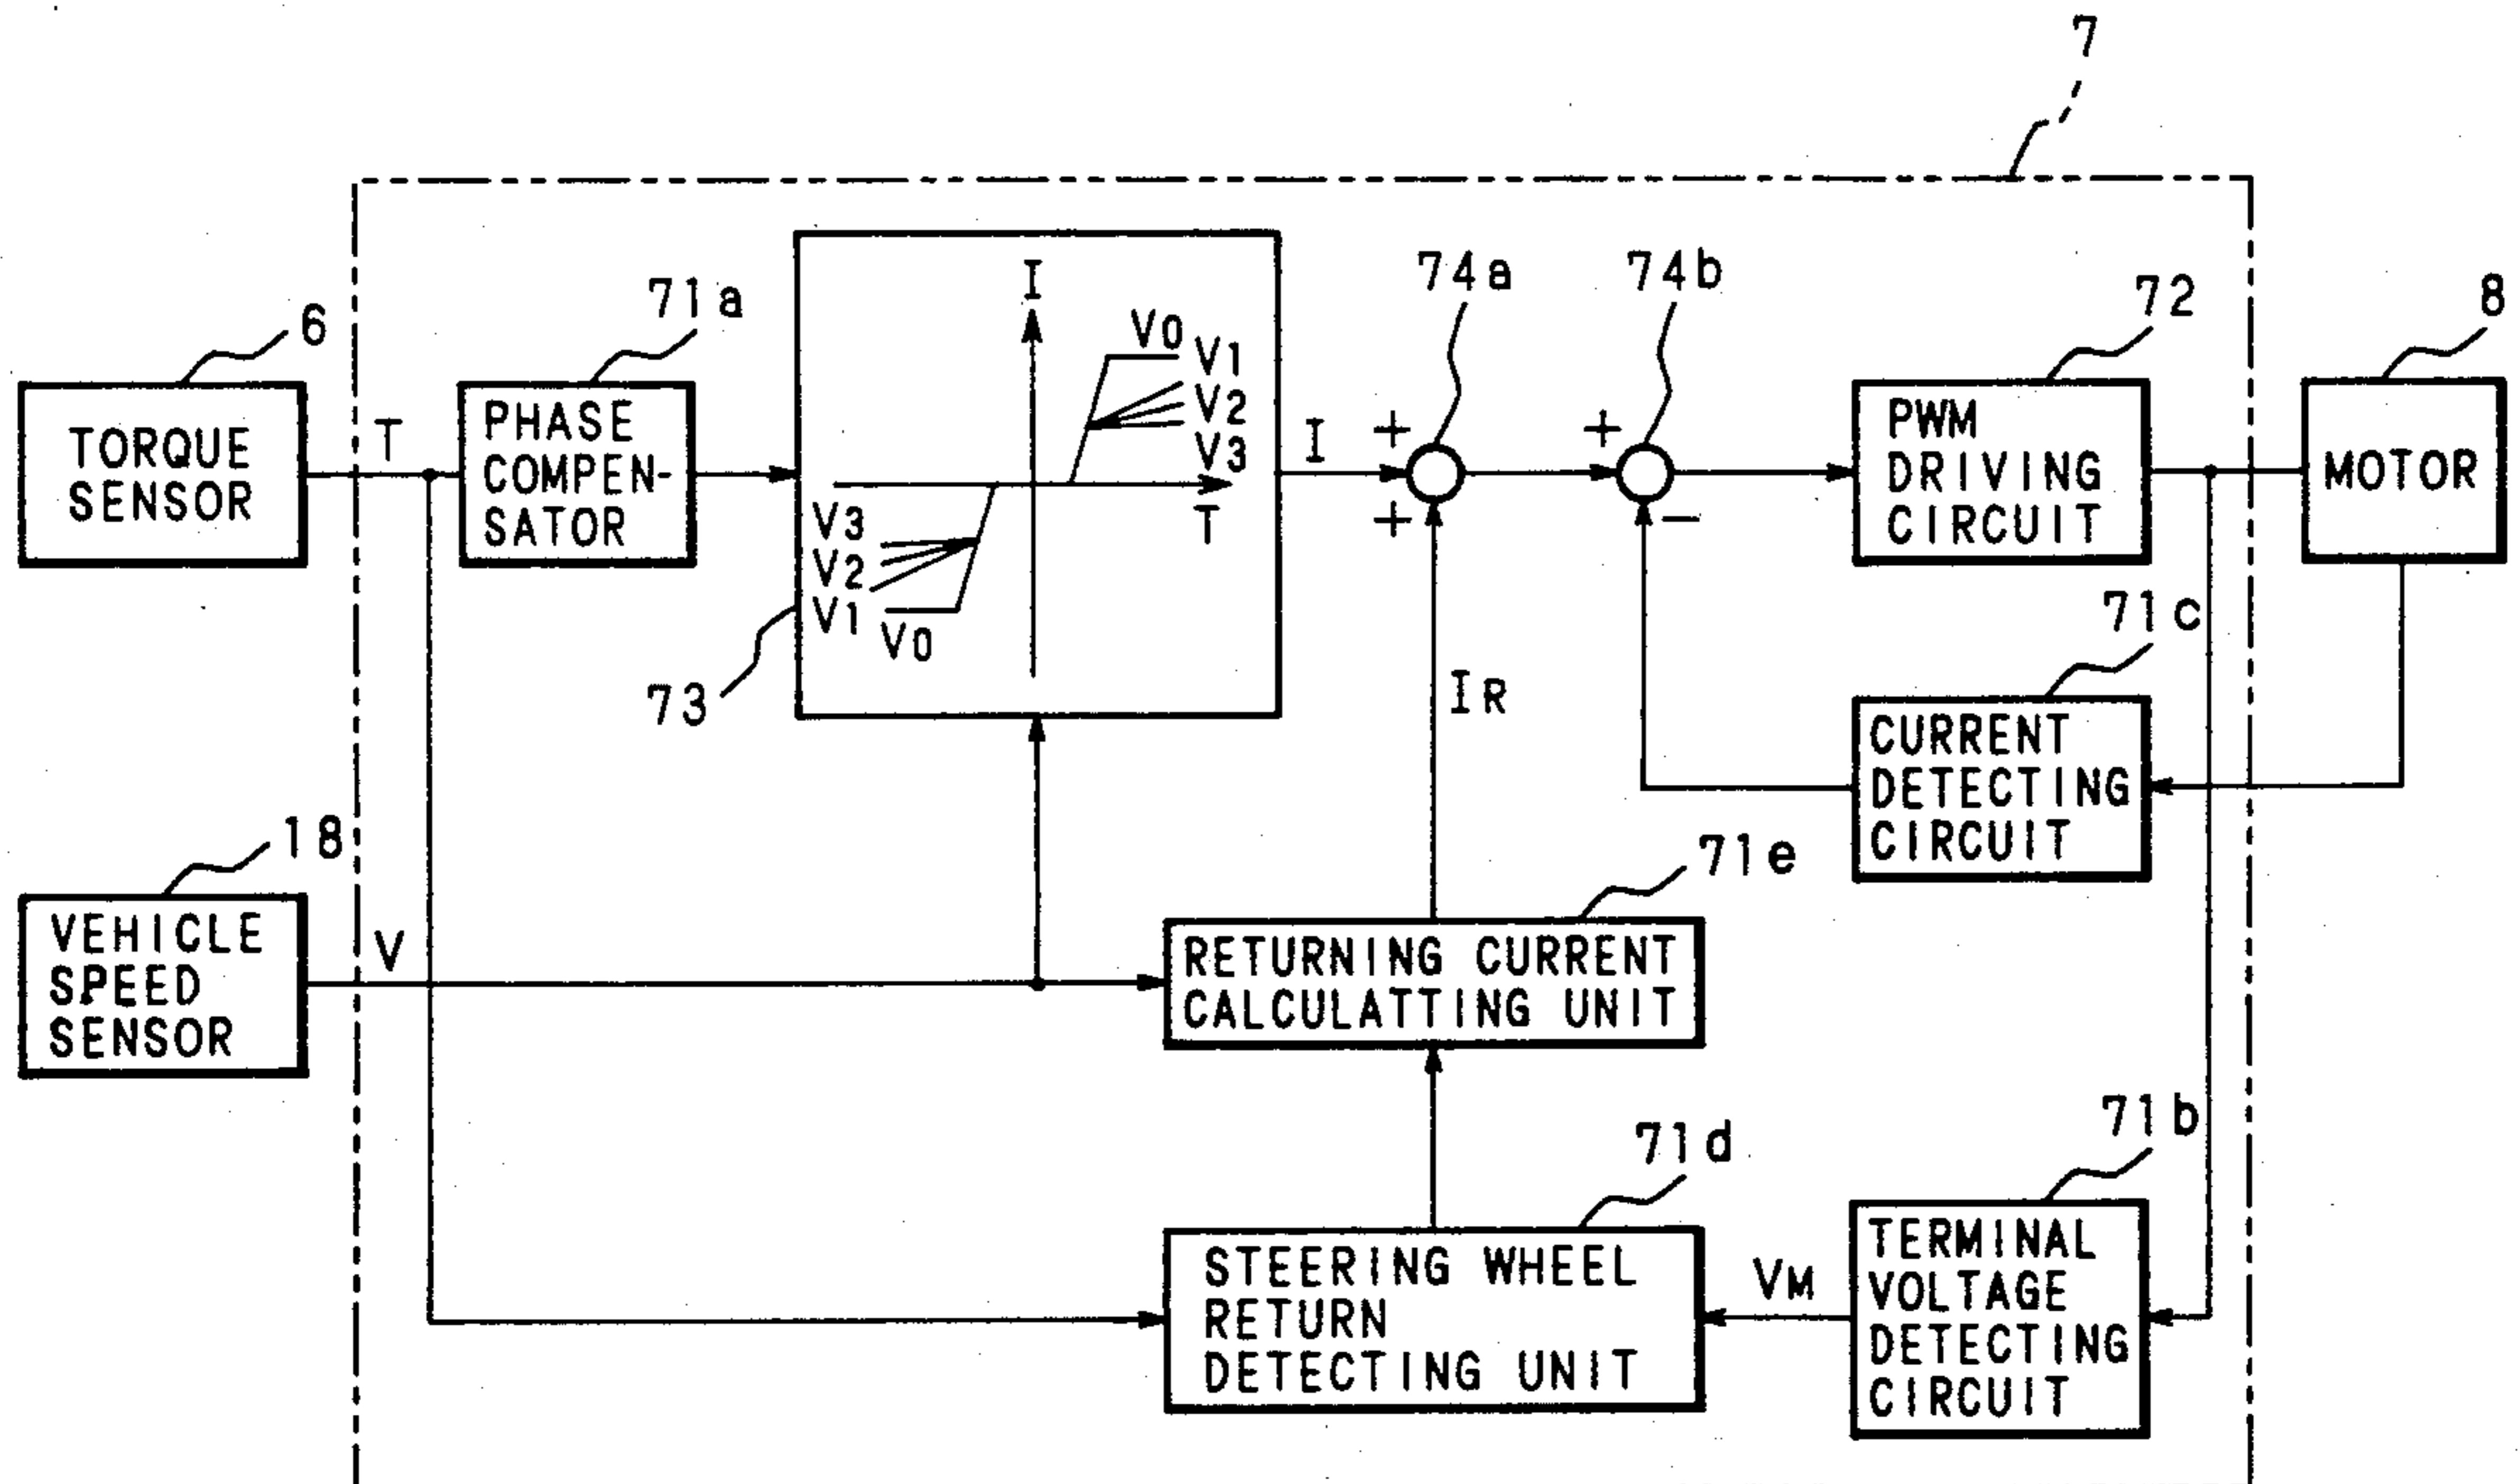 7
6
TORQUE
SENSOR
T
71a
PHASE
COMPEN-
SATOR
I
V0
V1
V2
V3
T
V3
V2
V1
V0
73
I
+
+
74a
74b
+
−
72
PWM
DRIVING
CIRCUIT
8
MOTOR
71c
CURRENT
DETECTING
CIRCUIT
IR
18
VEHICLE
SPEED
SENSOR
V
71e
RETURNING CURRENT
CALCULATTING UNIT
71d
STEERING WHEEL
RETURN
DETECTING UNIT
VM
71b
TERMINAL
VOLTAGE
DETECTING
CIRCUIT